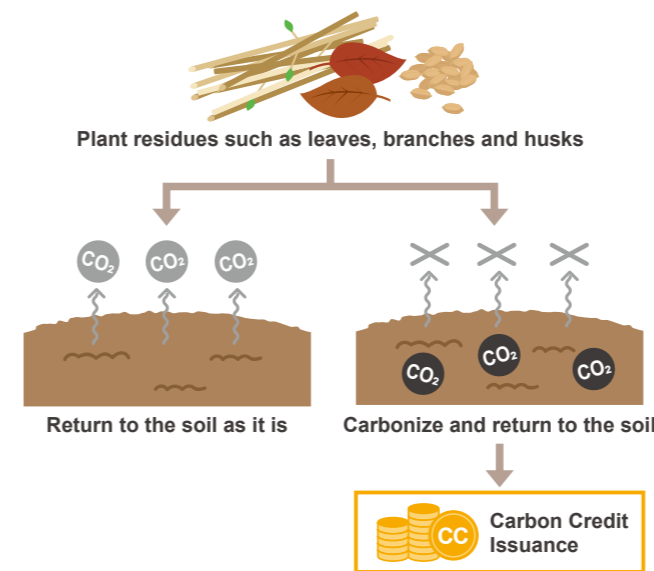 Plant residues such as leaves, branches and husks
CO₂ CO₂ CO₂
CO₂ CO₂ CO₂
Return to the soil as it is
Carbonize and return to the soil
CC
Carbon Credit
Issuance